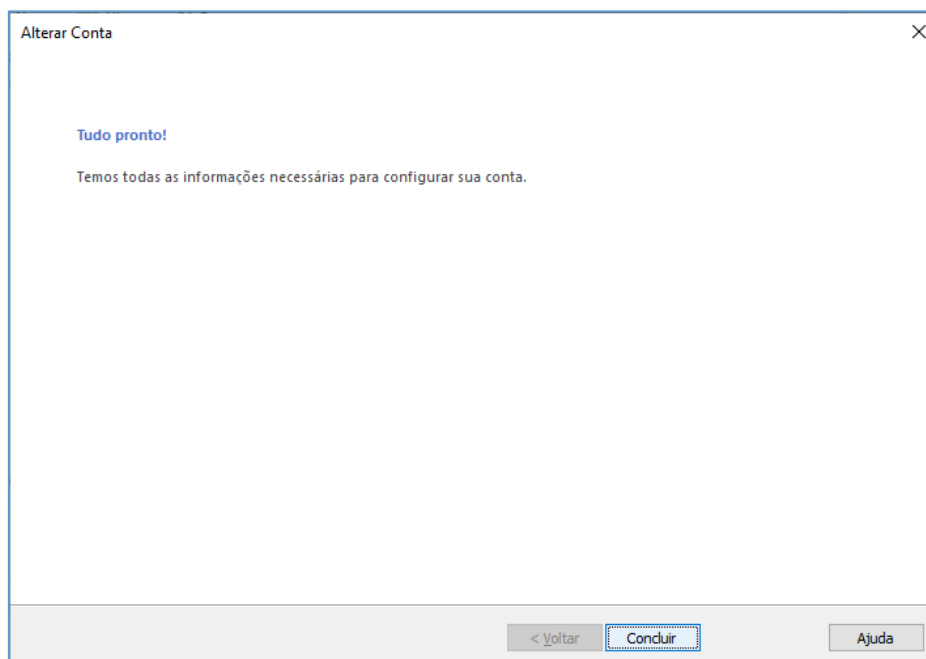 Alterar Conta
Tudo pronto!
Temos todas as informações necessárias para configurar sua conta.
< Voltar
Concluir
Ajuda